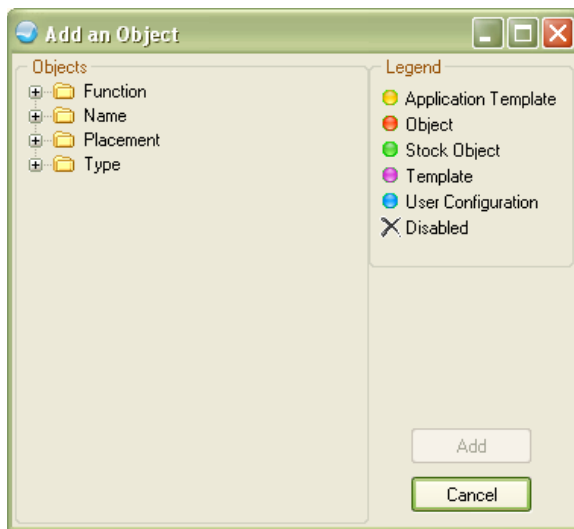 Add an Object
Objects
Function
Name
Placement
Type
Legend
Application Template
Object
Stock Object
Template
User Configuration
Disabled
Add
Cancel